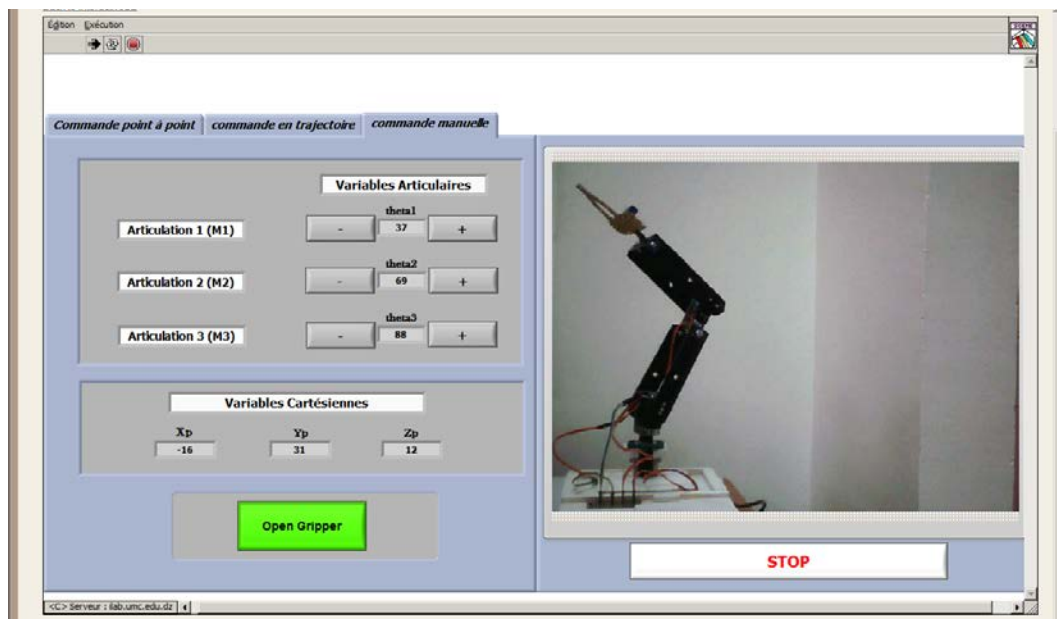 Édition Exécution
Commande point à point commande en trajectoire commande manuelle
Variables Articulaires
theta1
Articulation 1 (M1) - 37 +
theta2
Articulation 2 (M2) - 69 +
theta3
Articulation 3 (M3) - 88 +
Variables Cartésiennes
Xp Yp Zp
-16 31 12
Open Gripper
STOP
<C> Serveur : ilab.umc.edu.dz